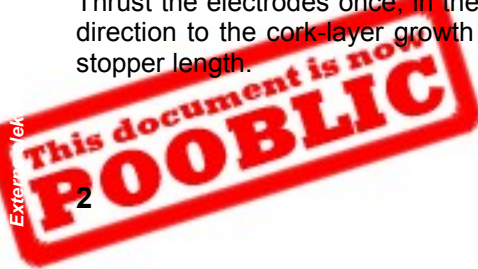 Thrust the electrodes once, in the
direction to the cork-layer growth
stopper length.
This document is now
POOBLIC
2